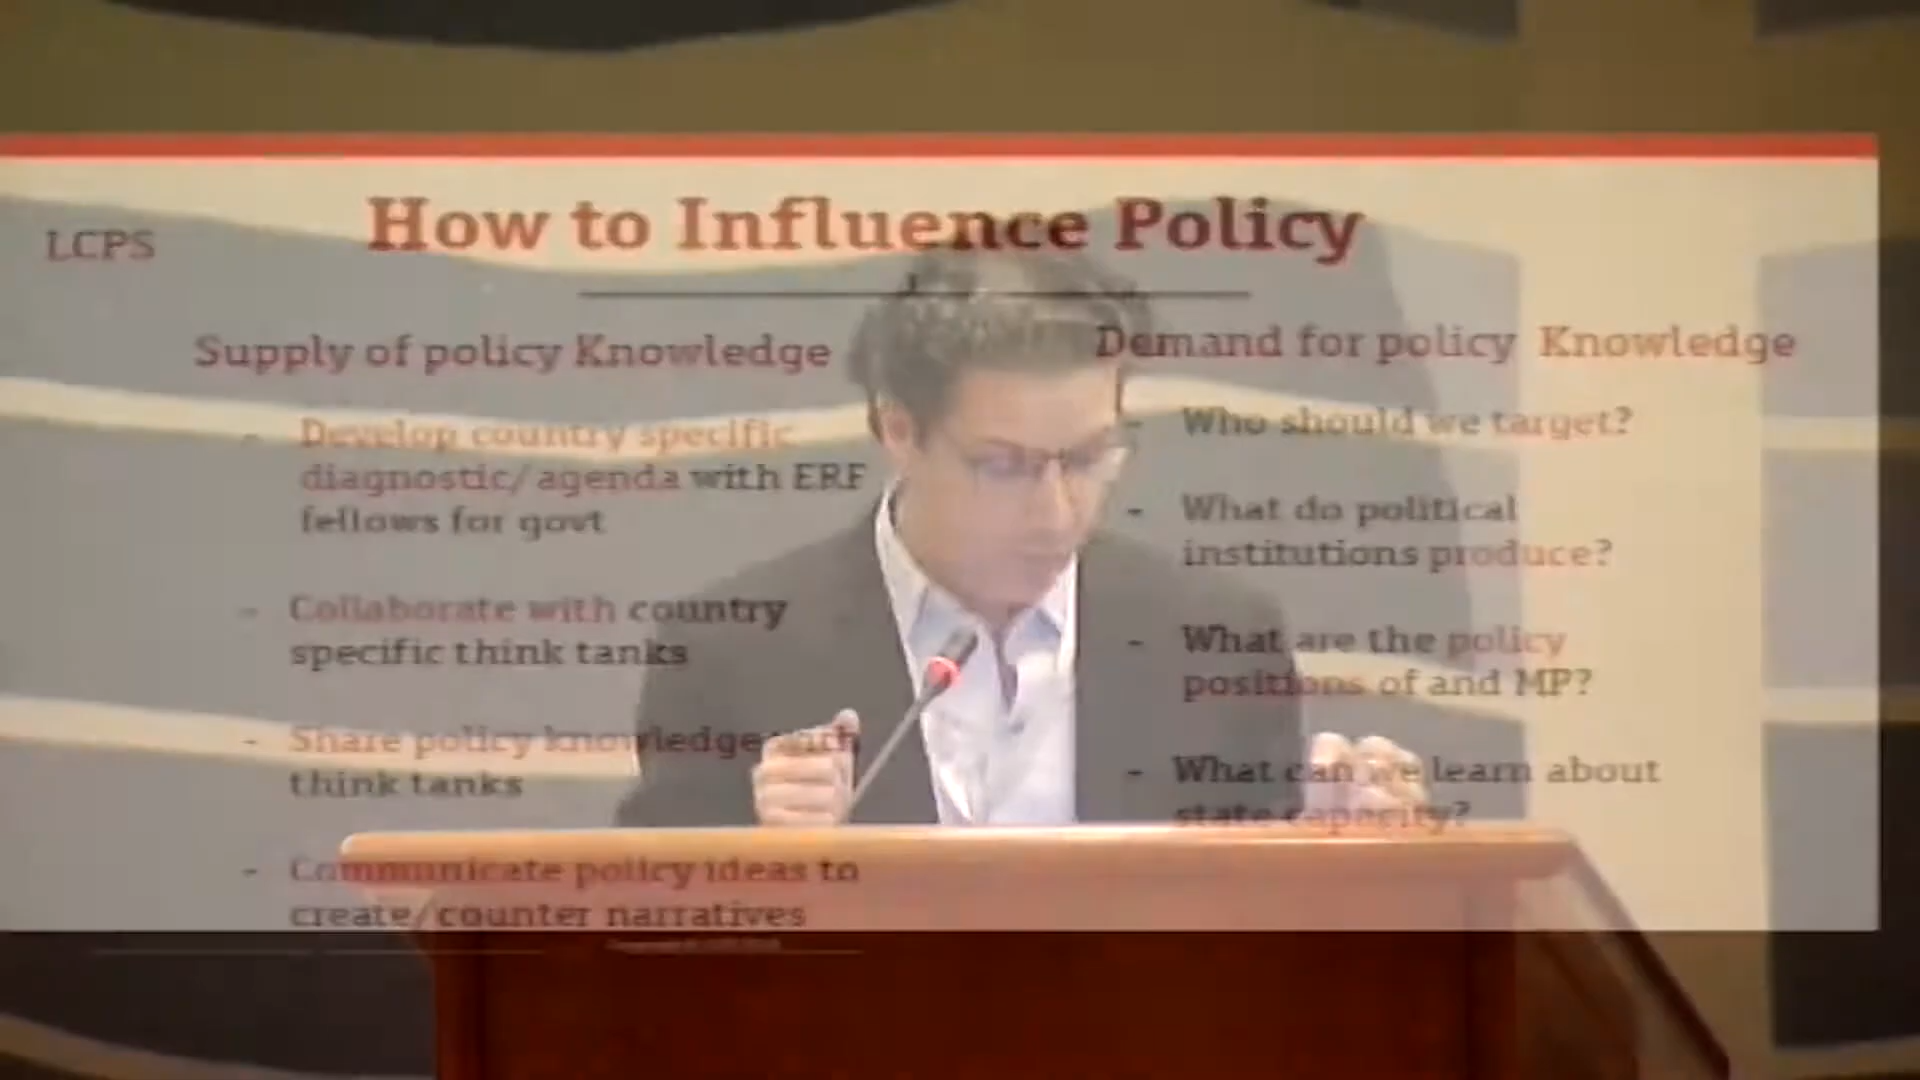 How to Influence Policy
LCPS
Supply of policy Knowledge
- Develop country specific
diagnostic/agenda with ERF
fellows for govt
- Collaborate with country
specific think tanks
- Share policy knowledge with
think tanks
- Communicate policy ideas to
create/counter narratives
Demand for policy Knowledge
- Who should we target?
- What do political
institutions produce?
- What are the policy
positions of and MP?
- What can we learn about
state capacity?